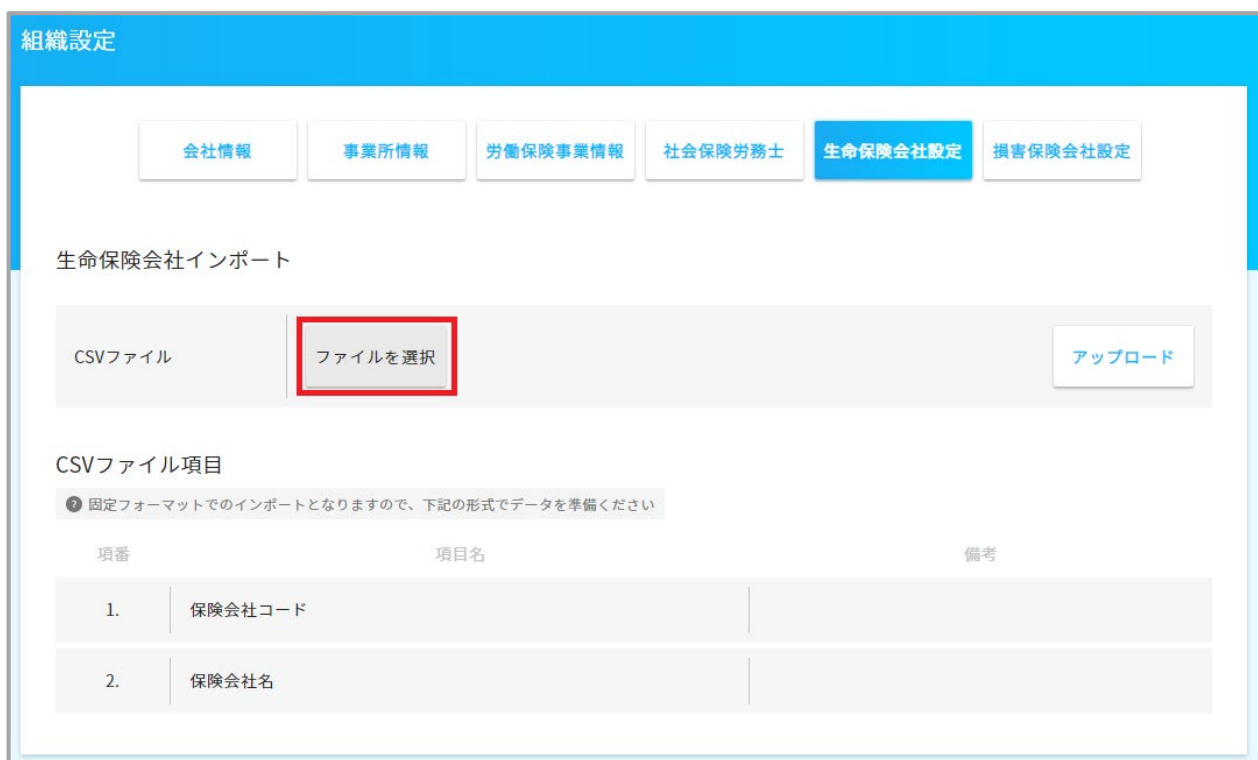 組織設定
会社情報 事業所情報 労働保険事業情報 社会保険労務士 生命保険会社設定 損害保険会社設定
生命保険会社インポート
CSVファイル ファイルを選択 アップロード
CSVファイル項目
? 固定フォーマットでのインポートとなりますので、下記の形式でデータを準備ください
項番 項目名 備考
1. 保険会社コード
2. 保険会社名